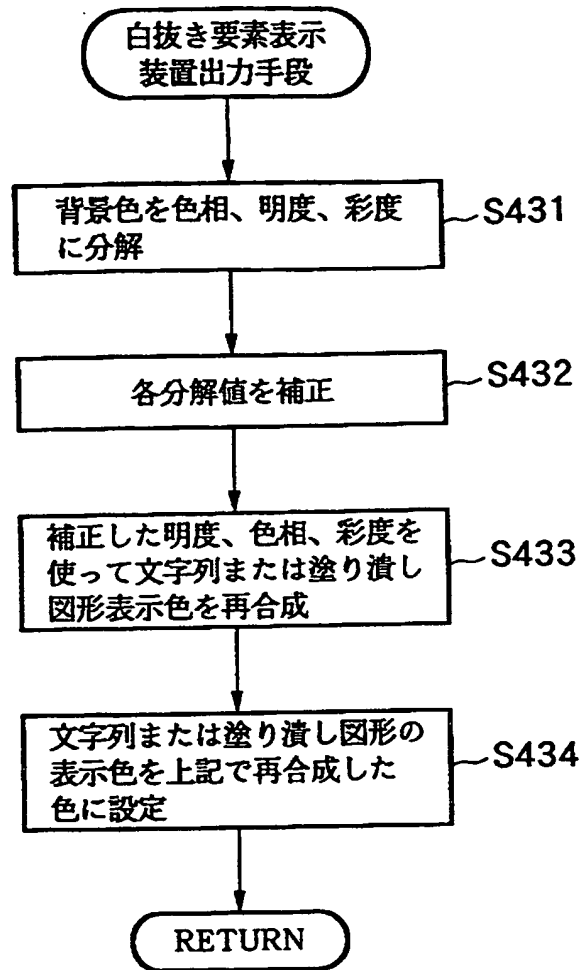 白抜き要素表示
装置出力手段
背景色を色相、明度、彩度
に分解
S431
各分解値を補正
S432
補正した明度、色相、彩度を
使って文字列または塗り潰し
図形表示色を再合成
S433
文字列または塗り潰し図形の
表示色を上記で再合成した
色に設定
S434
RETURN